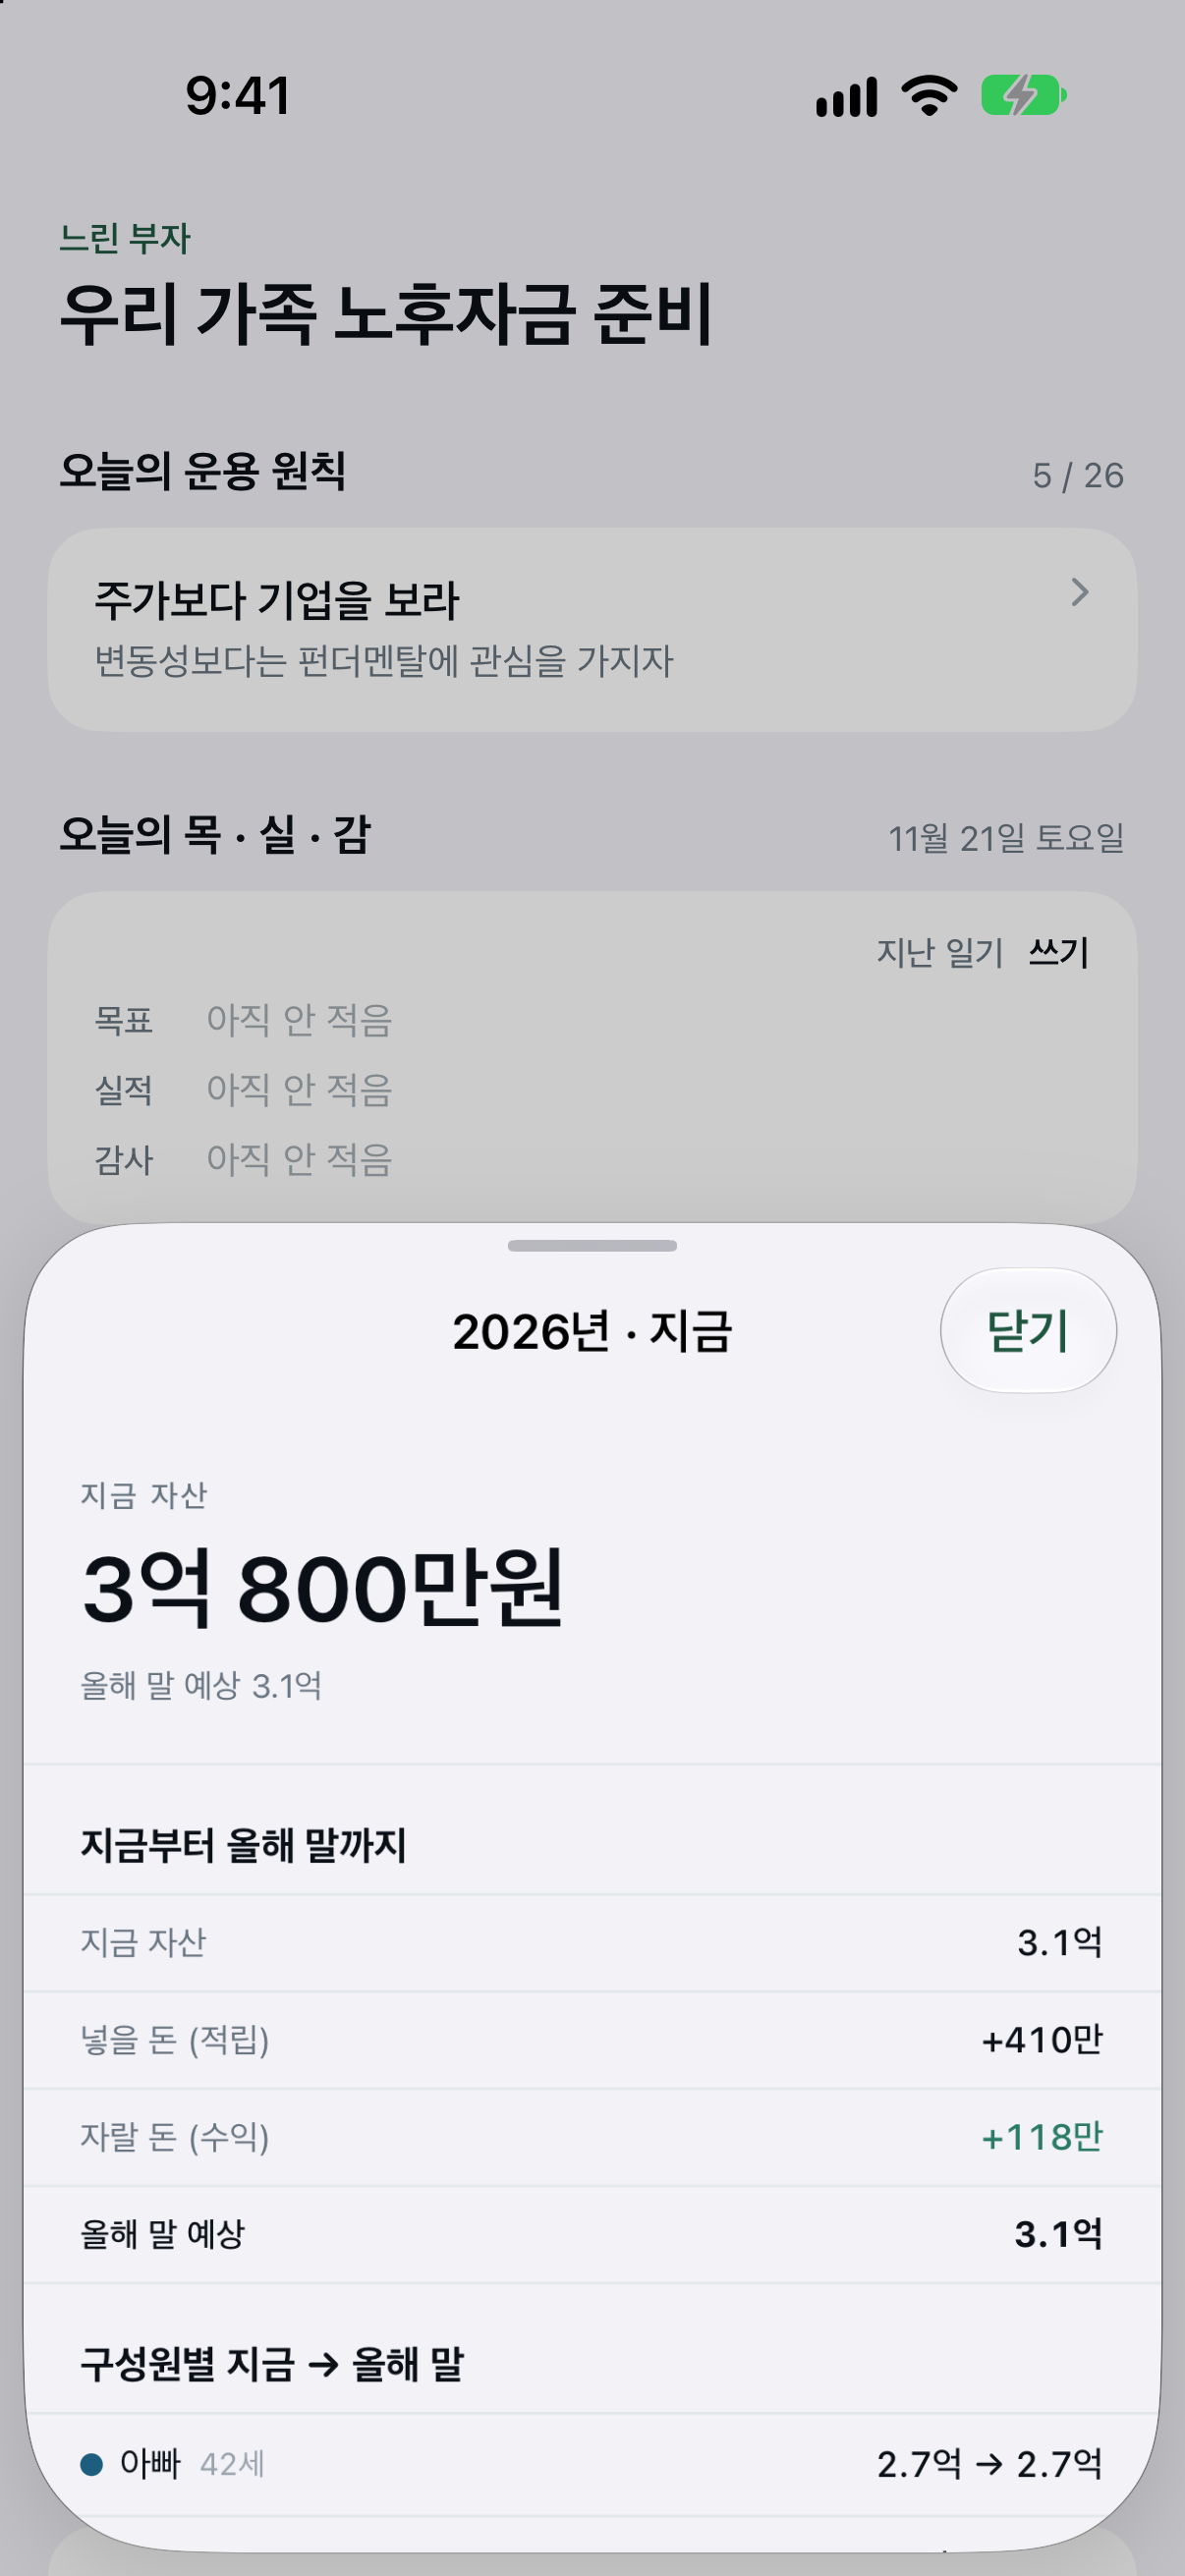 9:41
느린 부자
우리 가족 노후자금 준비
오늘의 운용 원칙
5 / 26
주가보다 기업을 보라
변동성보다는 펀더멘탈에 관심을 가지자
오늘의 목 · 실 · 감
11월 21일 토요일
지난 일기 쓰기
목표 아직 안 적음
실적 아직 안 적음
감사 아직 안 적음
2026년 · 지금
닫기
지금 자산
3억 800만원
올해 말 예상 3.1억
지금부터 올해 말까지
지금 자산 3.1억
넣을 돈 (적립) +410만
자랄 돈 (수익) +118만
올해 말 예상 3.1억
구성원별 지금 → 올해 말
아빠 42세 2.7억 → 2.7억